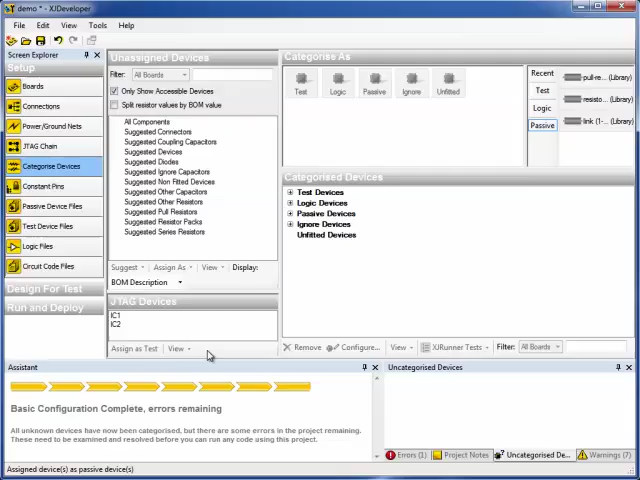 demo * - XJDeveloper
File Edit View Tools Help
Screen Explorer
Setup
Boards
Connections
Power/Ground Nets
JTAG Chain
Categorise Devices
Constant Pins
Passive Device Files
Test Device Files
Logic Files
Circuit Code Files
Design For Test
Run and Deploy
Unassigned Devices
Filter: All Boards
Only Show Accessible Devices
Split resistor values by BOM value
All Components
Suggested Connectors
Suggested Coupling Capacitors
Suggested Devices
Suggested Diodes
Suggested Ignore Capacitors
Suggested Non Fitted Devices
Suggested Other Capacitors
Suggested Other Resistors
Suggested Pull Resistors
Suggested Resistor Packs
Suggested Series Resistors
Suggest Assign As View Display:
BOM Description
JTAG Devices
IC1
IC2
Assign as Test View
Categorise As
Test Logic Passive Ignore Unfitted
Recent
Test
Logic
Passive
pull-re... (Library)
resisto... (Library)
link (1-... (Library)
Categorised Devices
Test Devices
Logic Devices
Passive Devices
Ignore Devices
Unfitted Devices
Remove Configure... View XJRunner Tests Filter: All Boards
Assistant
Basic Configuration Complete, errors remaining
All unknown devices have now been categorised, but there are some errors in the project remaining.
These need to be examined and resolved before you can run any code using this project.
Uncategorised Devices
Errors (1) Project Notes Uncategorised De... Warnings (7)
Assigned device(s) as passive device(s)